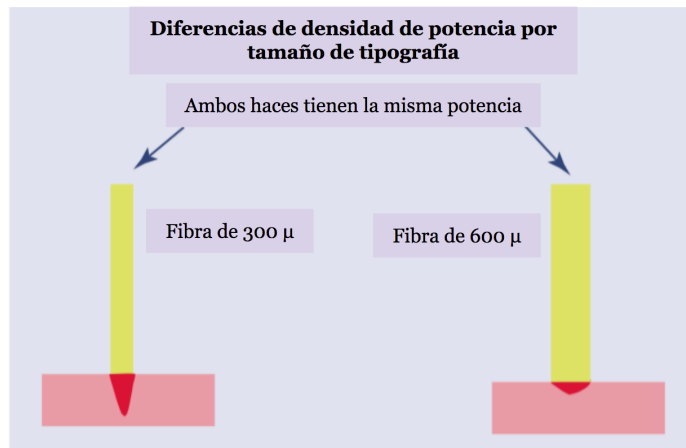 Diferencias de densidad de potencia por
tamaño de tipografía
Ambos haces tienen la misma potencia
Fibra de 300 µ
Fibra de 600 µ